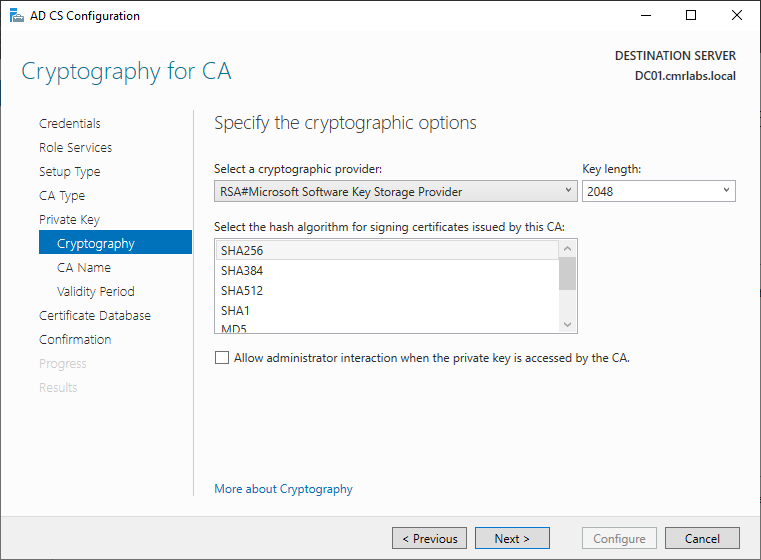 AD CS Configuration
Cryptography for CA
DESTINATION SERVER
DC01.cmrlabs.local
Credentials
Role Services
Setup Type
CA Type
Private Key
Cryptography
CA Name
Validity Period
Certificate Database
Confirmation
Progress
Results
Specify the cryptographic options
Select a cryptographic provider:
Key length:
RSA#Microsoft Software Key Storage Provider
2048
Select the hash algorithm for signing certificates issued by this CA:
SHA256
SHA384
SHA512
SHA1
MD5
Allow administrator interaction when the private key is accessed by the CA.
More about Cryptography
< Previous
Next >
Configure
Cancel